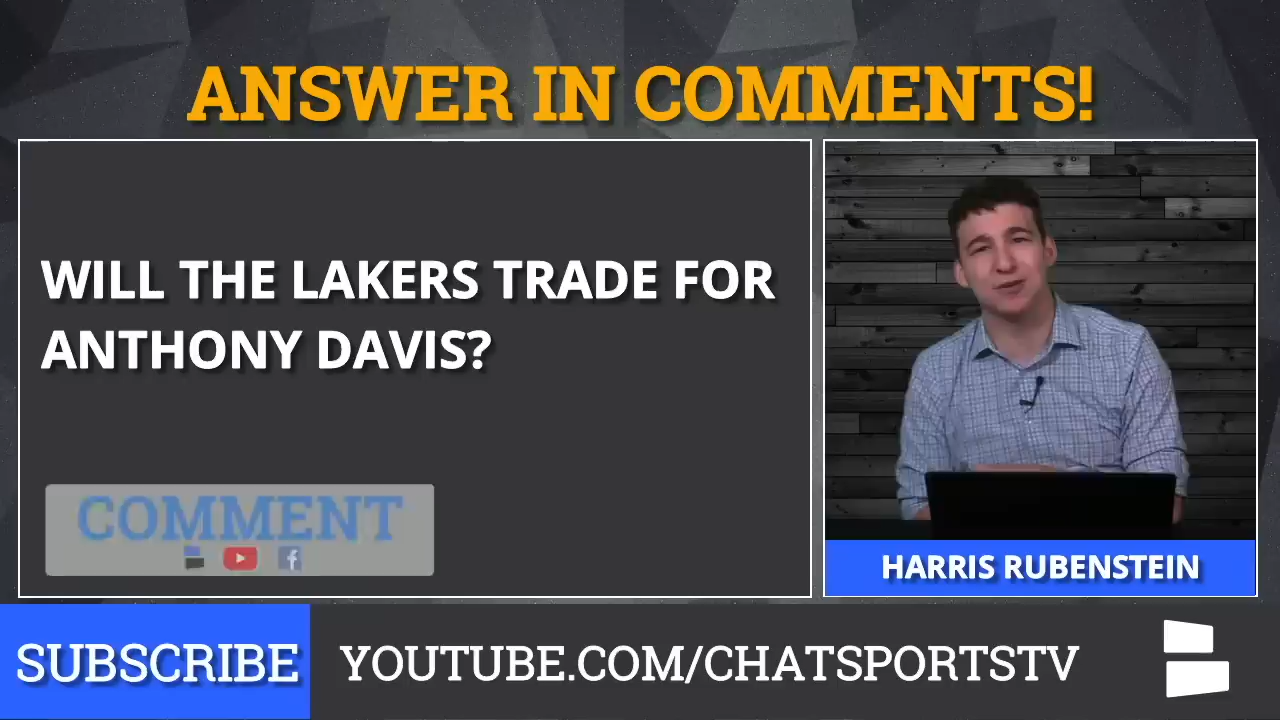 ANSWER IN COMMENTS!
WILL THE LAKERS TRADE FOR
ANTHONY DAVIS?
COMMENT
HARRIS RUBENSTEIN
SUBSCRIBE
YOUTUBE.COM/CHATSPORTSTV